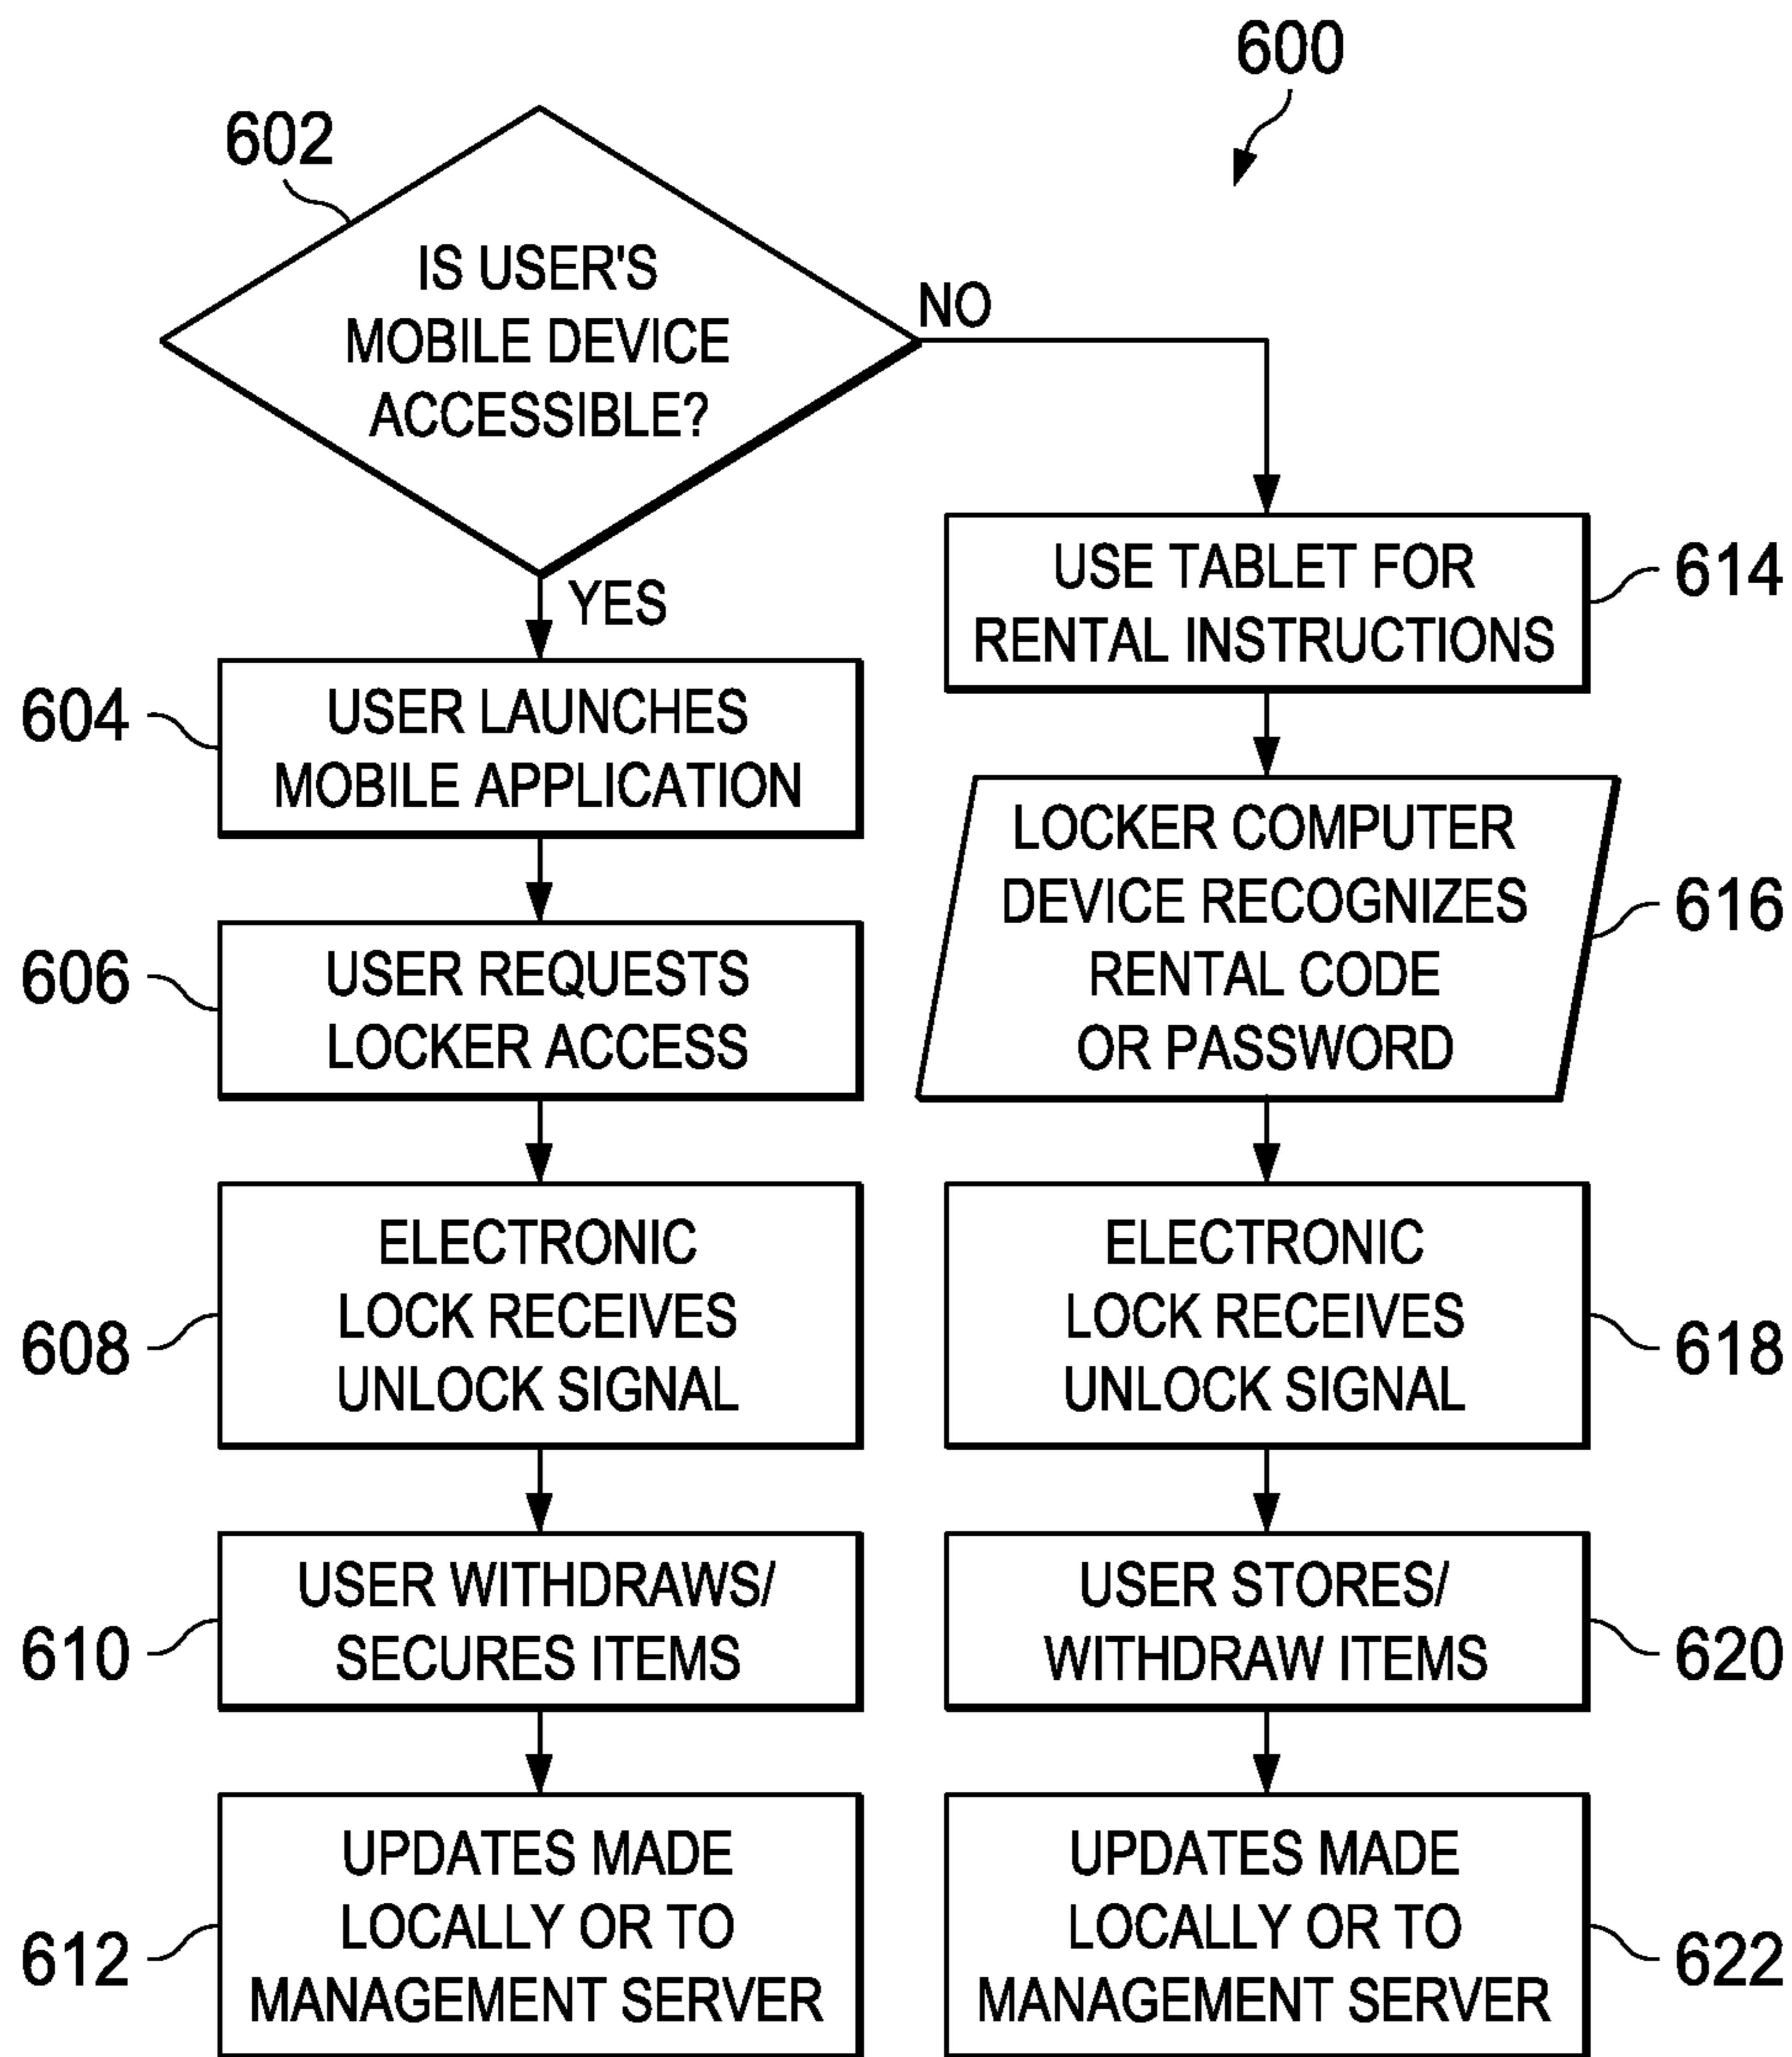 600
602
IS USER'S
MOBILE DEVICE
ACCESSIBLE?
NO
YES
604
USER LAUNCHES
MOBILE APPLICATION
606
USER REQUESTS
LOCKER ACCESS
608
ELECTRONIC
LOCK RECEIVES
UNLOCK SIGNAL
610
USER WITHDRAWS/
SECURES ITEMS
612
UPDATES MADE
LOCALLY OR TO
MANAGEMENT SERVER
USE TABLET FOR
RENTAL INSTRUCTIONS
614
LOCKER COMPUTER
DEVICE RECOGNIZES
RENTAL CODE
OR PASSWORD
616
ELECTRONIC
LOCK RECEIVES
UNLOCK SIGNAL
618
USER STORES/
WITHDRAW ITEMS
620
UPDATES MADE
LOCALLY OR TO
MANAGEMENT SERVER
622